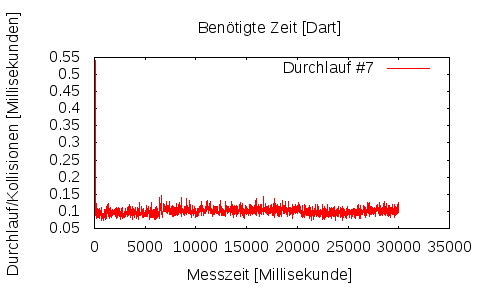 Benötigte Zeit [Dart]
Durchlauf/Kollisionen [Millisekunden]
Durchlauf #7
0.55
0.5
0.45
0.4
0.35
0.3
0.25
0.2
0.15
0.1
0.05
0 5000 10000 15000 20000 25000 30000 35000
Messzeit [Millisekunde]